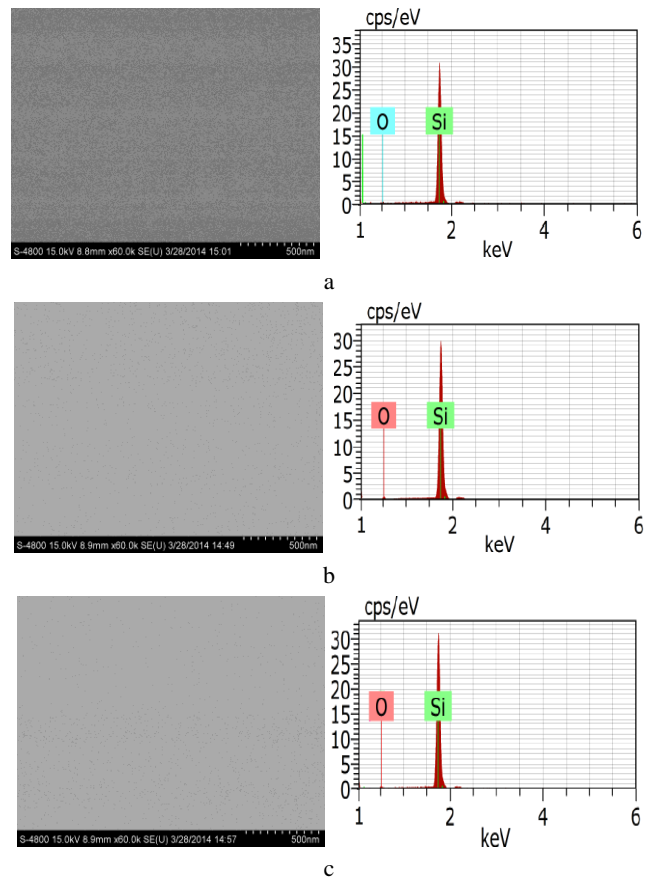 cps/eV
35
30
25
20
15
10
5
0
O
Si
1
2
4
6
keV
S-4800 15.0kV 8.8mm x60.0k SE(U) 3/28/2014 15:01
500nm
a
cps/eV
30
25
20
15
10
5
0
O
Si
1
2
4
6
keV
S-4800 15.0kV 8.9mm x60.0k SE(U) 3/28/2014 14:49
500nm
b
cps/eV
30
25
20
15
10
5
0
O
Si
1
2
4
6
keV
S-4800 15.0kV 8.9mm x60.0k SE(U) 3/28/2014 14:57
500nm
c